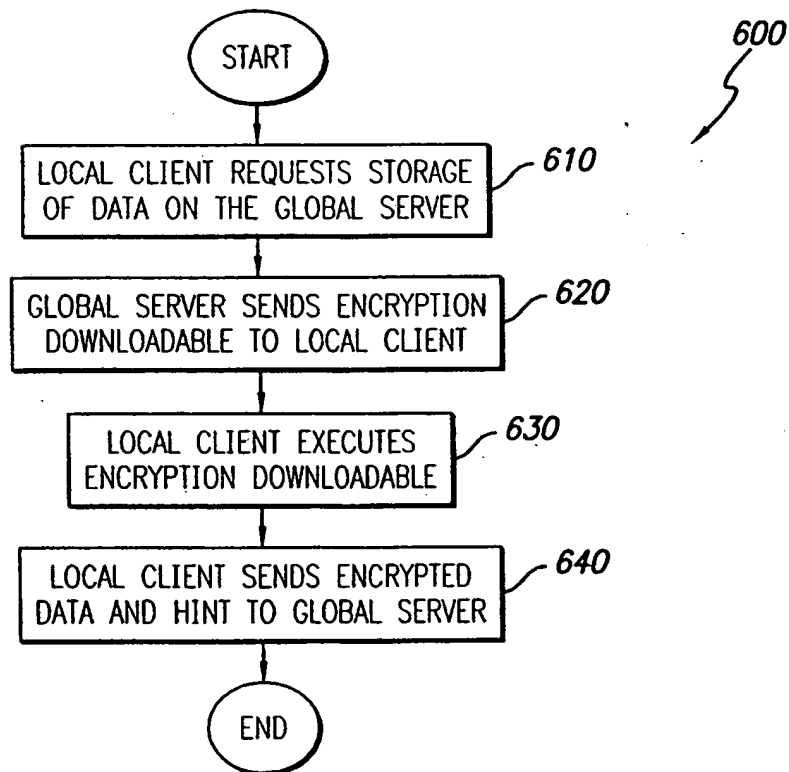 START
600
LOCAL CLIENT REQUESTS STORAGE
OF DATA ON THE GLOBAL SERVER
610
GLOBAL SERVER SENDS ENCRYPTION
DOWNLOADABLE TO LOCAL CLIENT
620
LOCAL CLIENT EXECUTES
ENCRYPTION DOWNLOADABLE
630
LOCAL CLIENT SENDS ENCRYPTED
DATA AND HINT TO GLOBAL SERVER
640
END